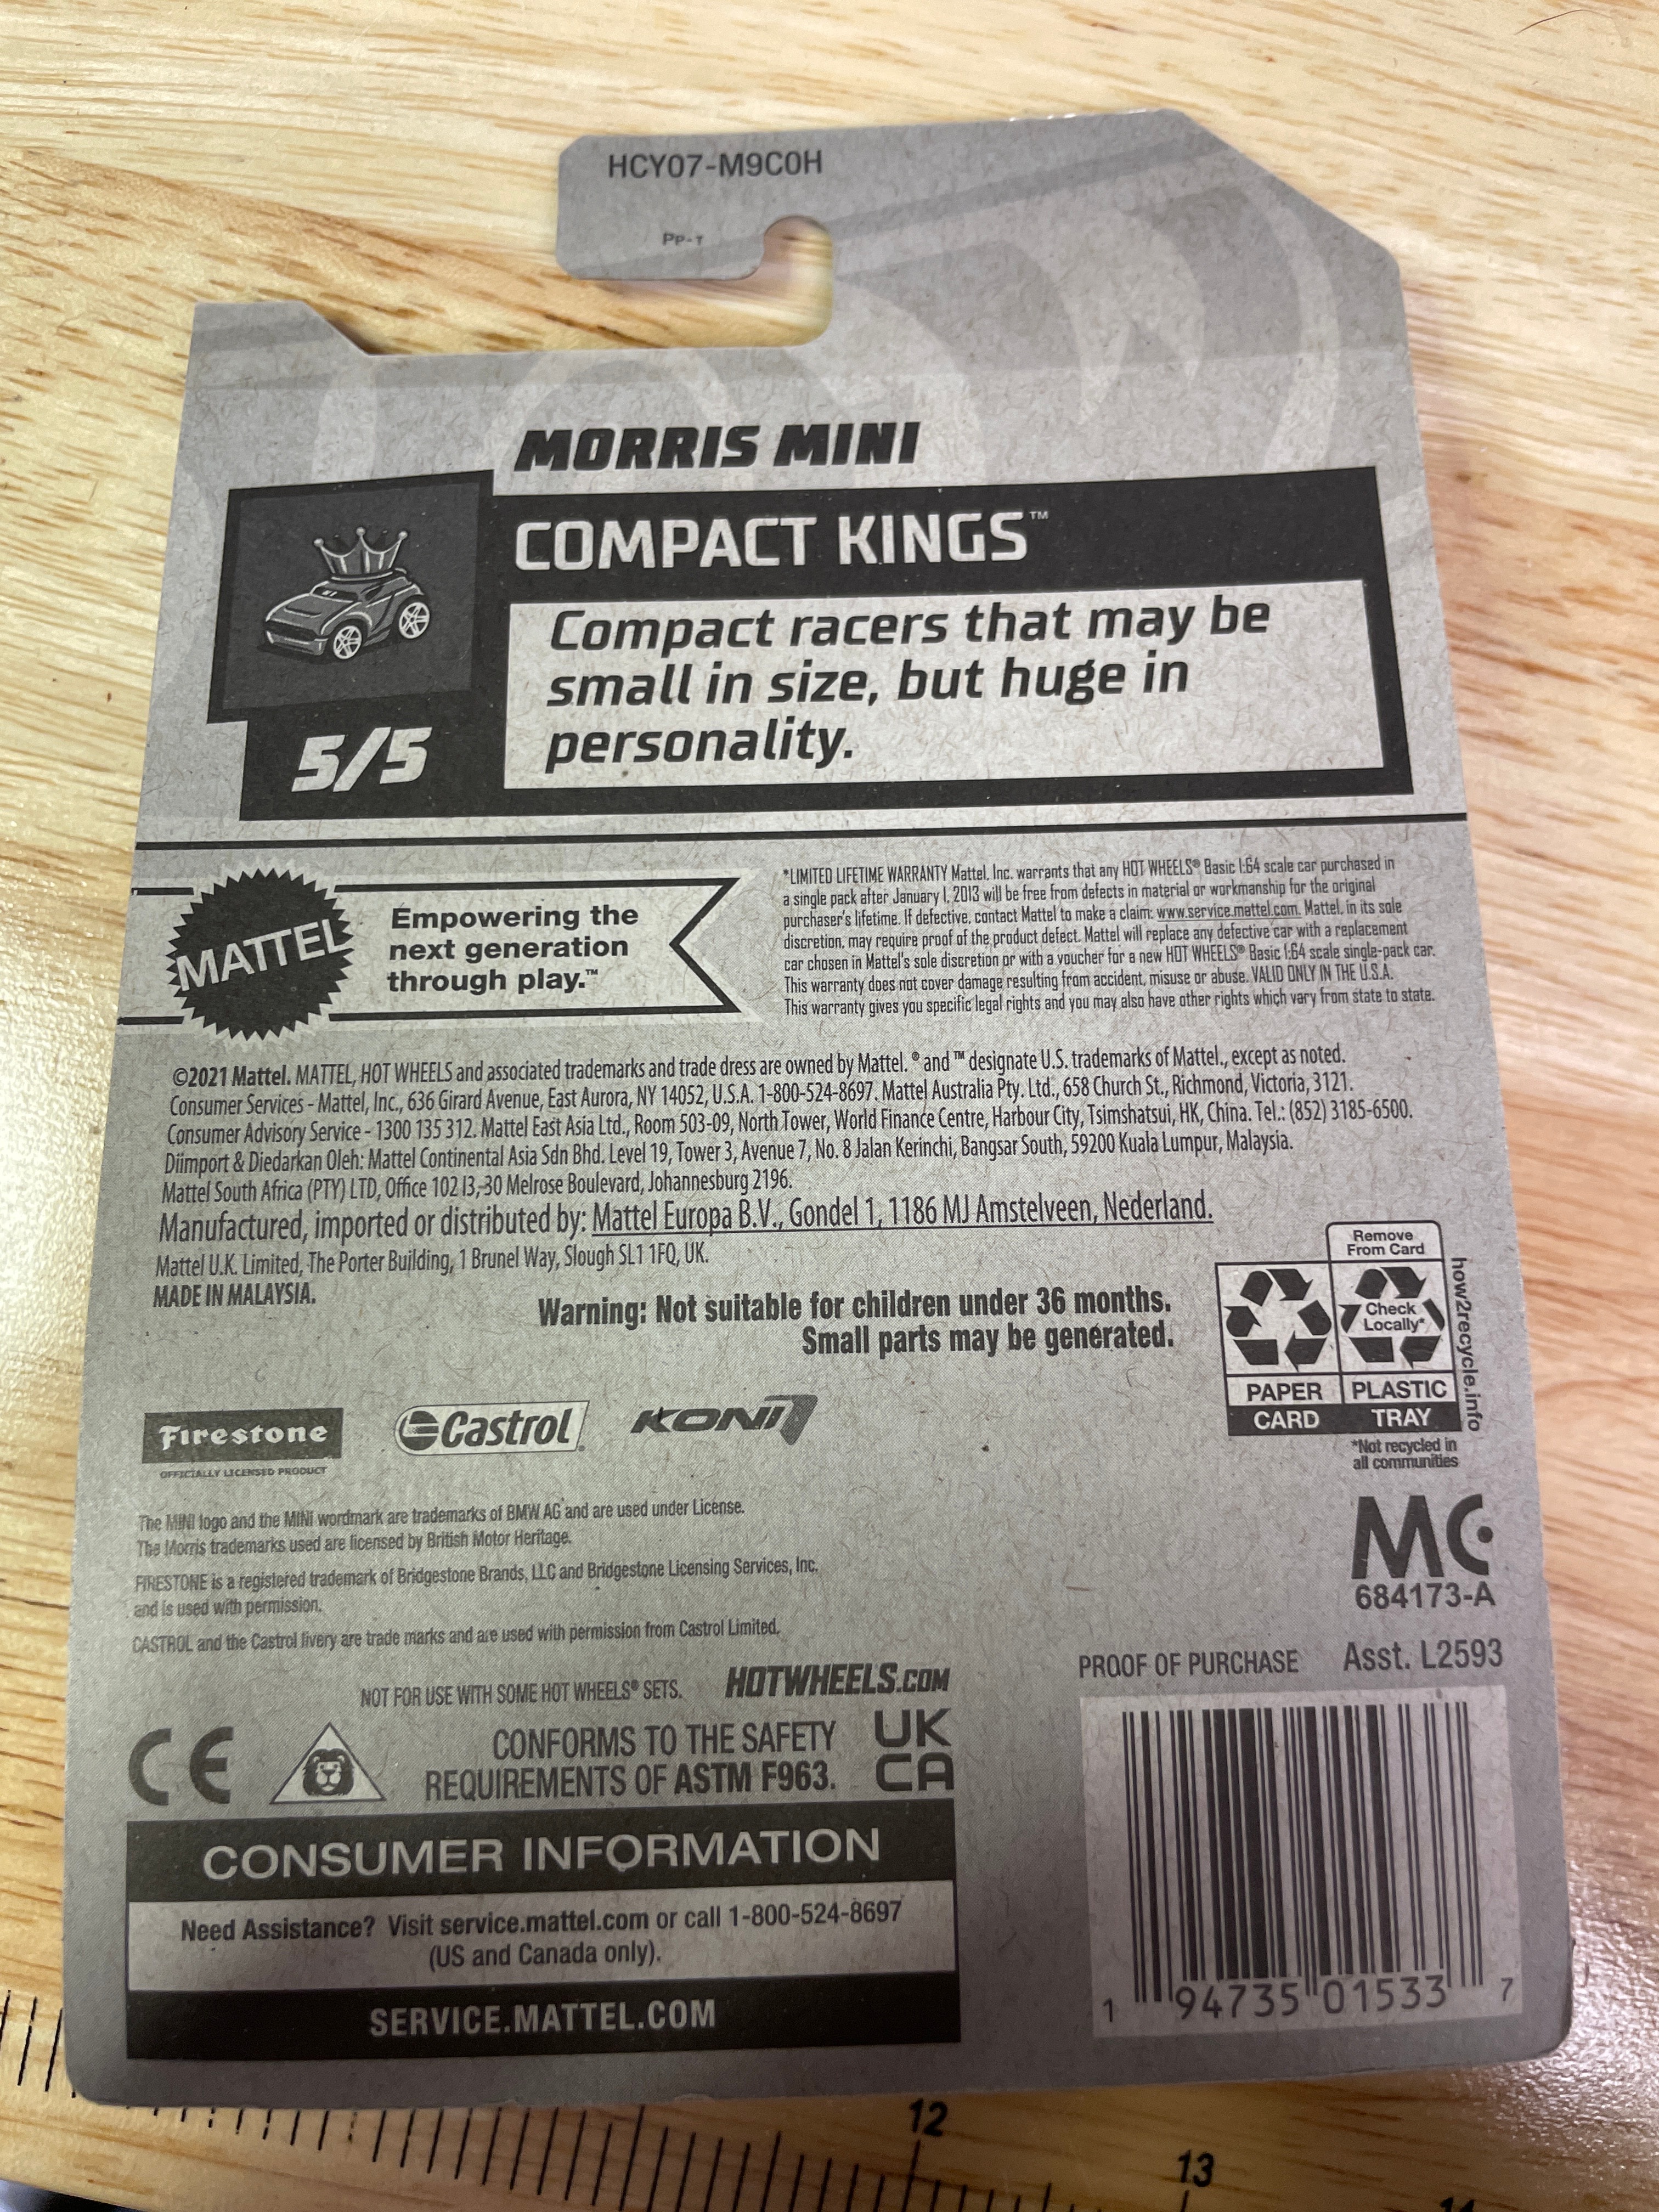 HCY07-M9C0H
PP-T
MORRIS MINI
COMPACT KINGS™
Compact racers that may be
small in size, but huge in
personality.
5/5
MATTEL
Empowering the
next generation
through play.™
*LIMITED LIFETIME WARRANTY Mattel, Inc. warrants that any HOT WHEELS® Basic 1:64 scale car purchased in
a single pack after January 1, 2013 will be free from defects in material or workmanship for the original
purchaser's lifetime. If defective, contact Mattel to make a claim: www.service.mattel.com. Mattel, in its sole
discretion, may require proof of the product defect. Mattel will replace any defective car with a replacement
car chosen in Mattel's sole discretion or with a voucher for a new HOT WHEELS® Basic 1:64 scale single-pack car.
This warranty does not cover damage resulting from accident, misuse or abuse. VALID ONLY IN THE U.S.A.
This warranty gives you specific legal rights and you may also have other rights which vary from state to state.
©2021 Mattel. MATTEL, HOT WHEELS and associated trademarks and trade dress are owned by Mattel. ® and ™ designate U.S. trademarks of Mattel., except as noted.
Consumer Services - Mattel, Inc., 636 Girard Avenue, East Aurora, NY 14052, U.S.A. 1-800-524-8697. Mattel Australia Pty. Ltd., 658 Church St., Richmond, Victoria, 3121.
Consumer Advisory Service - 1300 135 312. Mattel East Asia Ltd., Room 503-09, North Tower, World Finance Centre, Harbour City, Tsimshatsui, HK, China. Tel.: (852) 3185-6500.
Diimport & Diedarkan Oleh: Mattel Continental Asia Sdn Bhd. Level 19, Tower 3, Avenue 7, No. 8 Jalan Kerinchi, Bangsar South, 59200 Kuala Lumpur, Malaysia.
Mattel South Africa (PTY) LTD, Office 102 I3, 30 Melrose Boulevard, Johannesburg 2196.
Manufactured, imported or distributed by: Mattel Europa B.V., Gondel 1, 1186 MJ Amstelveen, Nederland.
Mattel U.K. Limited, The Porter Building, 1 Brunel Way, Slough SL1 1FQ, UK.
MADE IN MALAYSIA.
Warning: Not suitable for children under 36 months.
Small parts may be generated.
Remove
From Card
Check
Locally*
PAPER PLASTIC
CARD TRAY
how2recycle.info
*Not recycled in
all communities
Firestone
OFFICIALLY LICENSED PRODUCT
Castrol
KONI
The MINI logo and the MINI wordmark are trademarks of BMW AG and are used under License.
The Morris trademarks used are licensed by British Motor Heritage.
FIRESTONE is a registered trademark of Bridgestone Brands, LLC and Bridgestone Licensing Services, Inc.
and is used with permission.
CASTROL and the Castrol livery are trade marks and are used with permission from Castrol Limited.
MC
684173-A
NOT FOR USE WITH SOME HOT WHEELS® SETS.
HOTWHEELS.COM
PROOF OF PURCHASE Asst. L2593
CE
CONFORMS TO THE SAFETY
REQUIREMENTS OF ASTM F963.
UK
CA
CONSUMER INFORMATION
Need Assistance? Visit service.mattel.com or call 1-800-524-8697
(US and Canada only).
SERVICE.MATTEL.COM
1 94735 01533 7
12
13
14